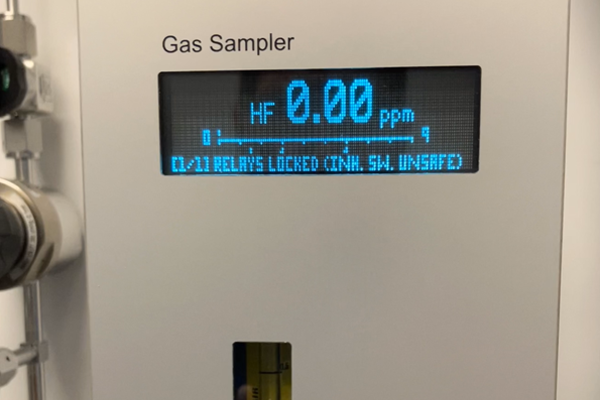 Gas Sampler
HF 0.00 ppm
0 9
[1/1] RELAYS LOCKED (INH. SW. UNSAFE)